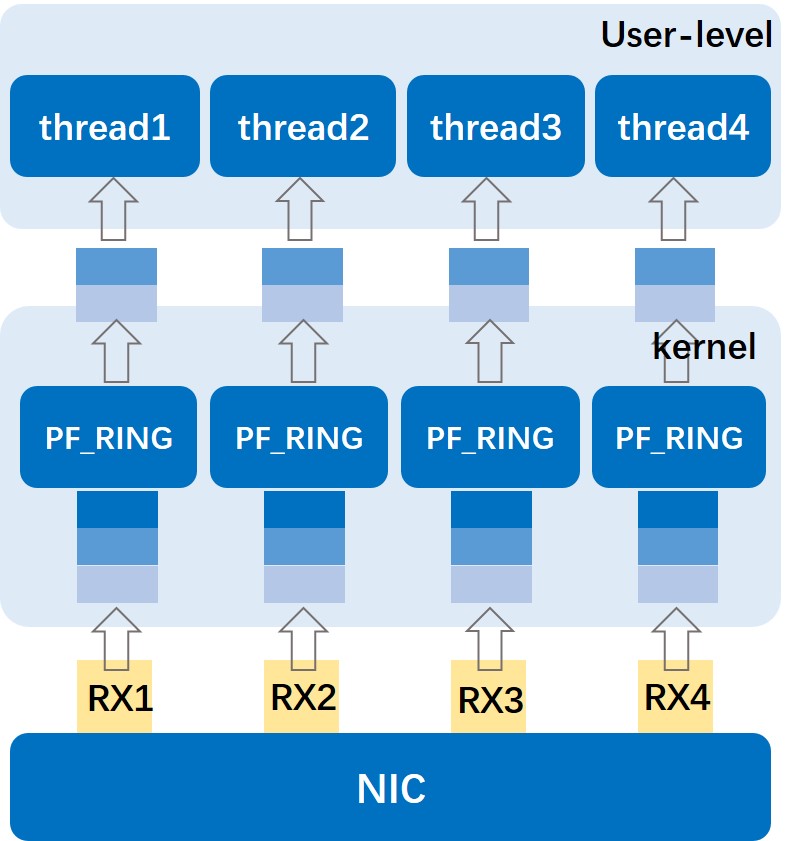 User-level
thread1 thread2 thread3 thread4
kernel
PF_RING PF_RING PF_RING PF_RING
RX1 RX2 RX3 RX4
NIC